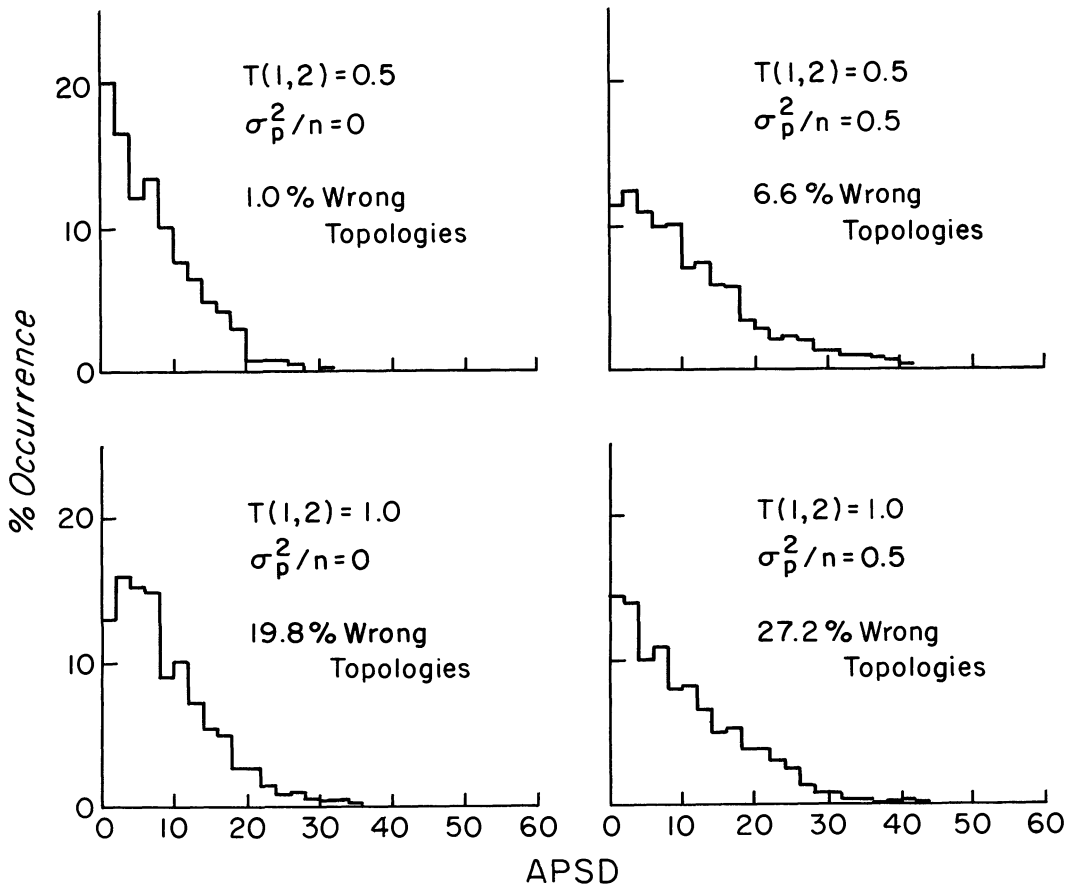 % Occurrence
20
10
0
T(1,2)=0.5
σ²ₚ/n=0
1.0% Wrong
Topologies
T(1,2)=0.5
σ²ₚ/n=0.5
6.6% Wrong
Topologies
20
10
0
T(1,2)=1.0
σ²ₚ/n=0
19.8% Wrong
Topologies
0 10 20 30 40 50 60
T(1,2)=1.0
σ²ₚ/n=0.5
27.2% Wrong
Topologies
0 10 20 30 40 50 60
APSD